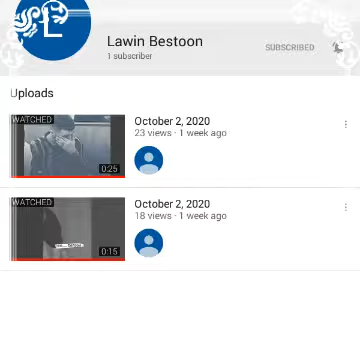 L
Lawin Bestoon
1 subscriber
SUBSCRIBED
Uploads
WATCHED
0:25
October 2, 2020
23 views · 1 week ago
WATCHED
0:15
October 2, 2020
18 views · 1 week ago